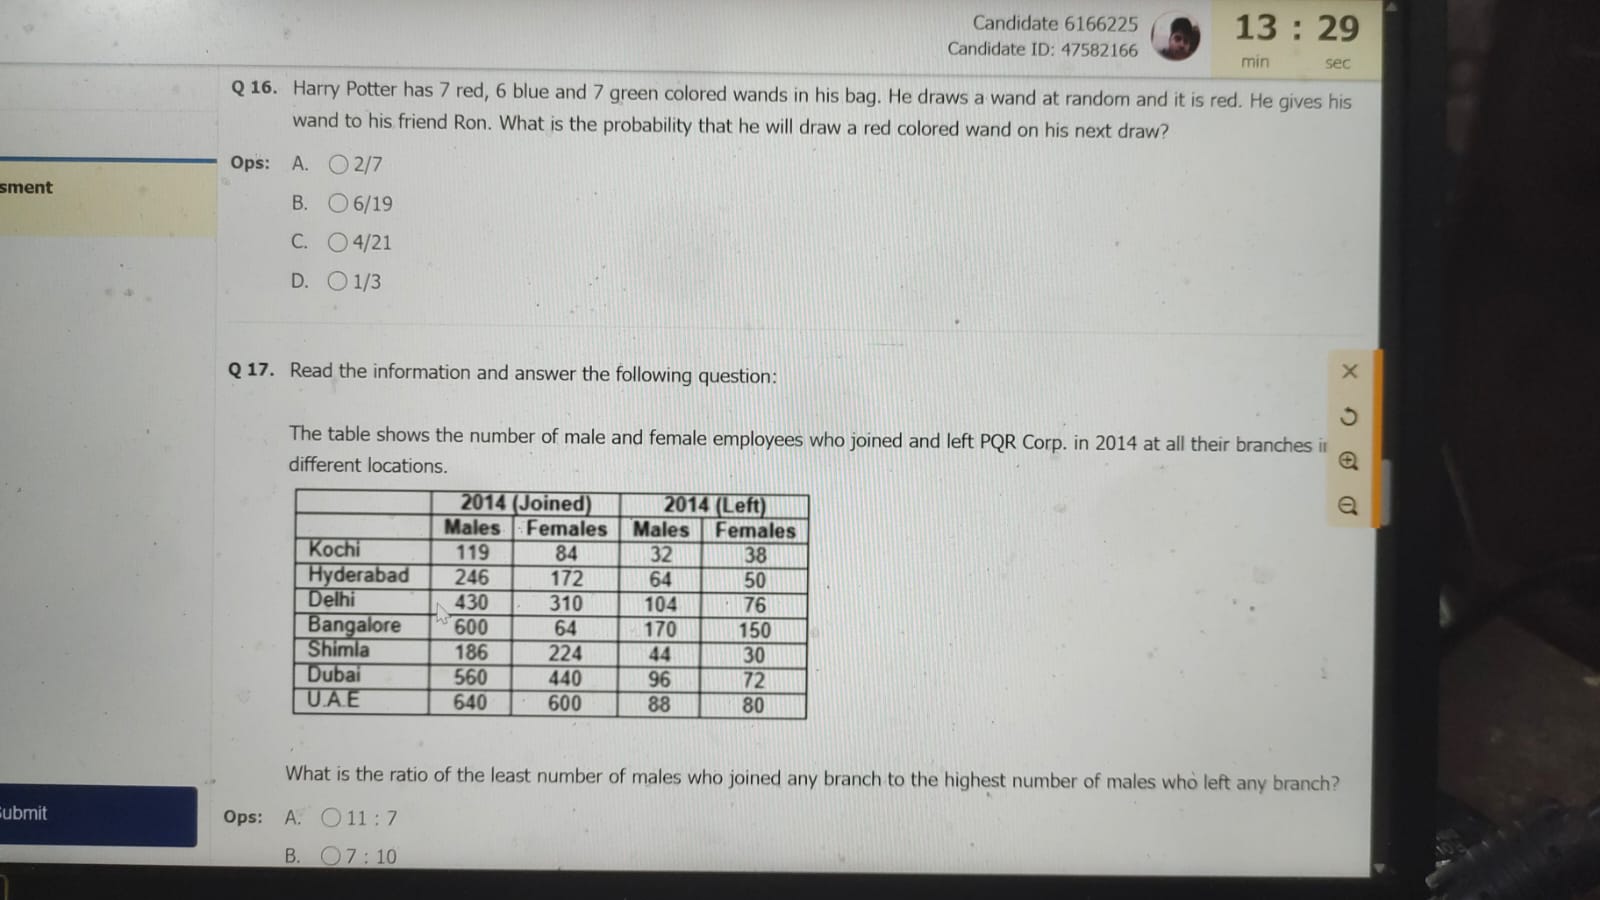 Candidate 6166225
Candidate ID: 47582166
13 : 29
min sec
sment
Submit
Q 16. Harry Potter has 7 red, 6 blue and 7 green colored wands in his bag. He draws a wand at random and it is red. He gives his
wand to his friend Ron. What is the probability that he will draw a red colored wand on his next draw?
Ops: A. 2/7
B. 6/19
C. 4/21
D. 1/3
Q 17. Read the information and answer the following question:
The table shows the number of male and female employees who joined and left PQR Corp. in 2014 at all their branches in
different locations.
2014 (Joined) 2014 (Left)
Males Females Males Females
Kochi 119 84 32 38
Hyderabad 246 172 64 50
Delhi 430 310 104 76
Bangalore 600 64 170 150
Shimla 186 224 44 30
Dubai 560 440 96 72
U.A.E 640 600 88 80
What is the ratio of the least number of males who joined any branch to the highest number of males who left any branch?
Ops: A. 11 : 7
B. 7 : 10